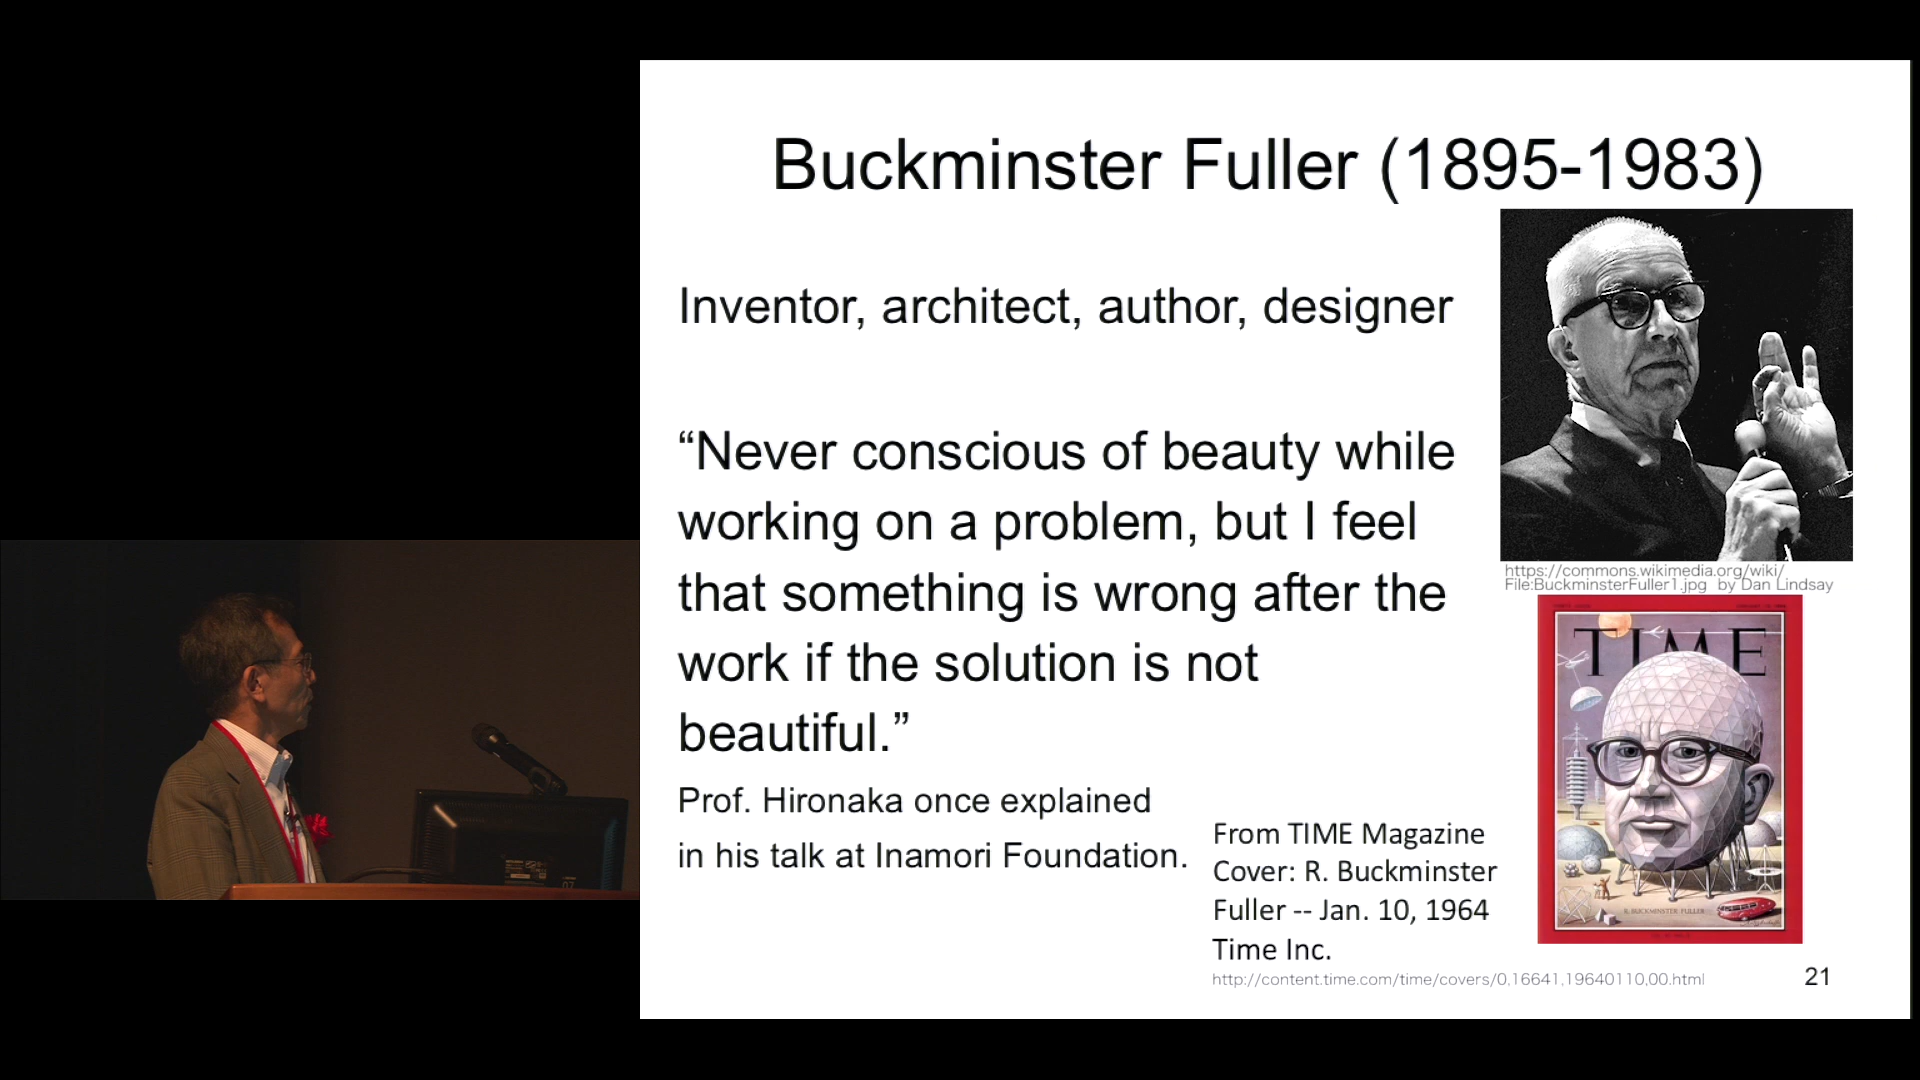 Buckminster Fuller (1895-1983)
Inventor, architect, author, designer
“Never conscious of beauty while
working on a problem, but I feel
that something is wrong after the
work if the solution is not
beautiful.”
Prof. Hironaka once explained
in his talk at Inamori Foundation.
https://commons.wikimedia.org/wiki/
File:BuckminsterFuller1.jpg by Dan Lindsay
TIME
R. BUCKMINSTER FULLER
From TIME Magazine
Cover: R. Buckminster
Fuller -- Jan. 10, 1964
Time Inc.
http://content.time.com/time/covers/0,16641,19640110,00.html
21